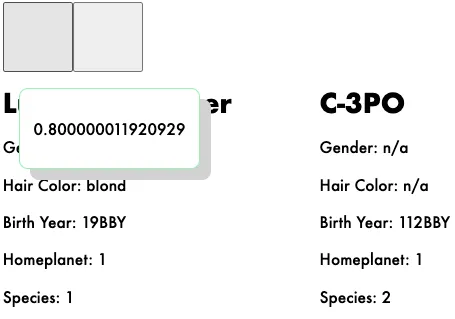 L er
C-3PO
0.800000011920929
Ge
Gender: n/a
Hair Color: blond
Hair Color: n/a
Birth Year: 19BBY
Birth Year: 112BBY
Homeplanet: 1
Homeplanet: 1
Species: 1
Species: 2